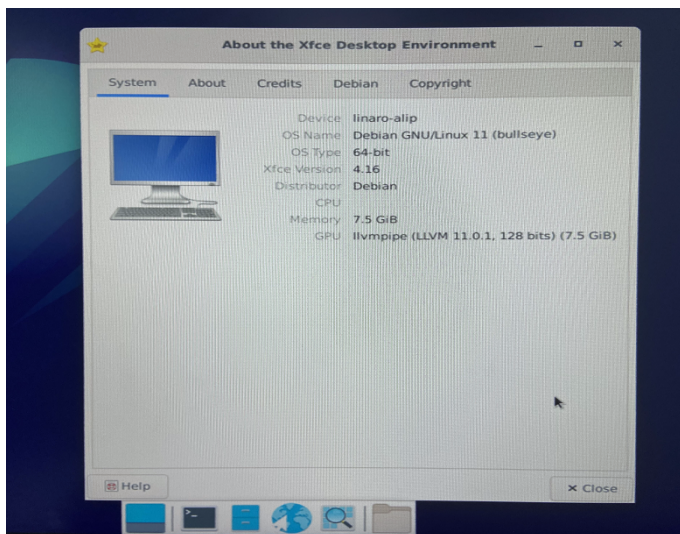 About the Xfce Desktop Environment
System About Credits Debian Copyright
Device linaro-alip
OS Name Debian GNU/Linux 11 (bullseye)
OS Type 64-bit
Xfce Version 4.16
Distributor Debian
CPU
Memory 7.5 GiB
GPU llvmpipe (LLVM 11.0.1, 128 bits) (7.5 GiB)
Help
× Close